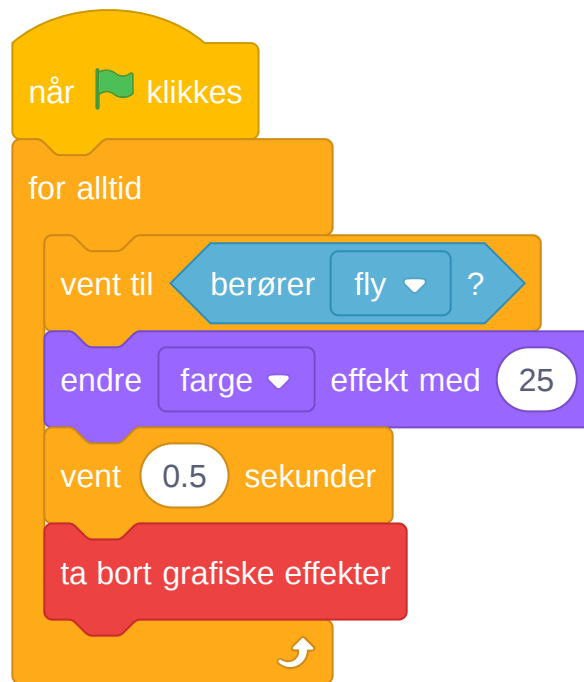 når klikkes
for alltid
vent til berører fly ?
endre farge effekt med 25
vent 0.5 sekunder
ta bort grafiske effekter